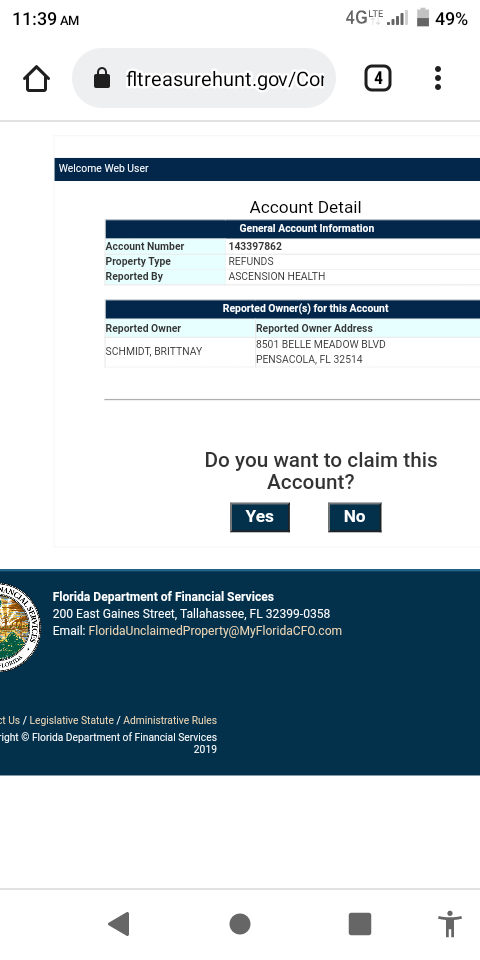 11:39 AM
4G LTE
49%
fltreasurehunt.gov/Cor
4
Welcome Web User
Account Detail
General Account Information
Account Number 143397862
Property Type REFUNDS
Reported By ASCENSION HEALTH
Reported Owner(s) for this Account
Reported Owner Reported Owner Address
SCHMIDT, BRITTNAY 8501 BELLE MEADOW BLVD
PENSACOLA, FL 32514
Do you want to claim this
Account?
Yes No
Florida Department of Financial Services
200 East Gaines Street, Tallahassee, FL 32399-0358
Email: FloridaUnclaimedProperty@MyFloridaCFO.com
ct Us / Legislative Statute / Administrative Rules
right © Florida Department of Financial Services
2019